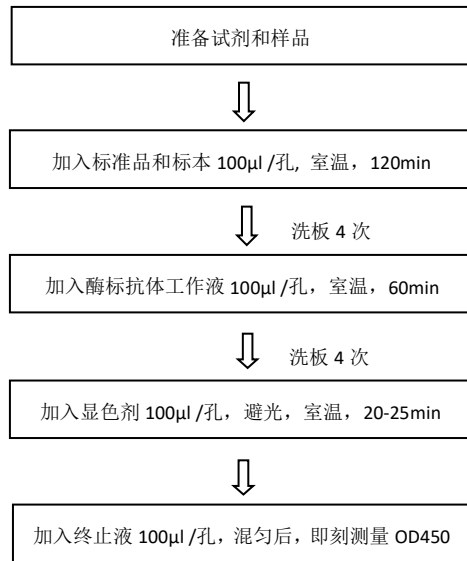 准备试剂和样品
加入标准品和标本 100μl /孔, 室温，120min
洗板 4 次
加入酶标抗体工作液 100μl /孔，室温，60min
洗板 4 次
加入显色剂 100μl /孔，避光，室温，20-25min
加入终止液 100μl /孔，混匀后，即刻测量 OD450